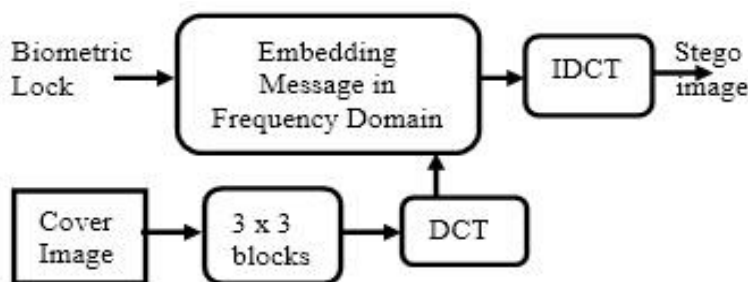 Biometric
Lock
Embedding
Message in
Frequency Domain
IDCT
Stego
image
Cover
Image
3 x 3
blocks
DCT